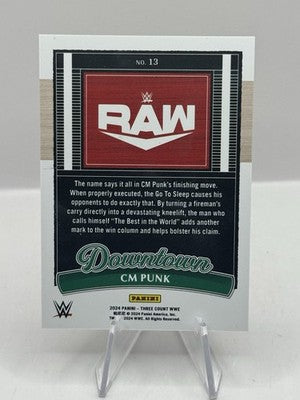 NO. 13
W
RAW
The name says it all in CM Punk's finishing move.
When properly executed, the Go To Sleep causes his
opponents to do exactly that. By turning a fireman's
carry directly into a devastating kneelift, the man who
calls himself "The Best in the World" adds another
mark to the win column and helps bolster his claim.
Downtown
CM PUNK
PANINI
W
2024 PANINI – THREE COUNT WWE
© 2024 Panini America, Inc.
2024 WWE. All Rights Reserved.